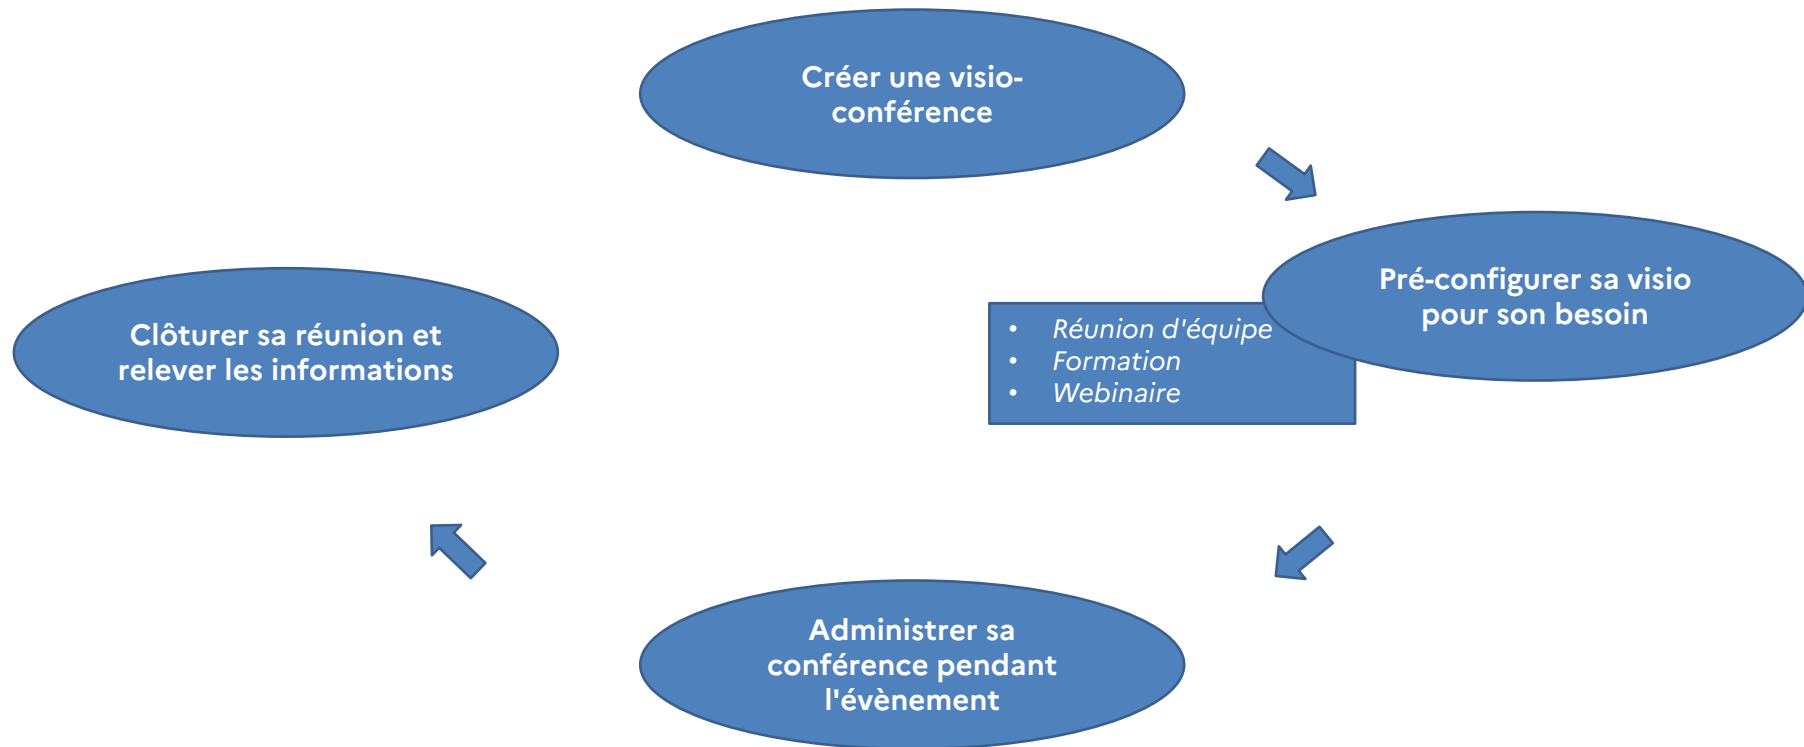 Créer une visio-
conférence
Pré-configurer sa visio
pour son besoin
• Réunion d'équipe
• Formation
• Webinaire
Clôturer sa réunion et
relever les informations
Administrer sa
conférence pendant
l'évènement